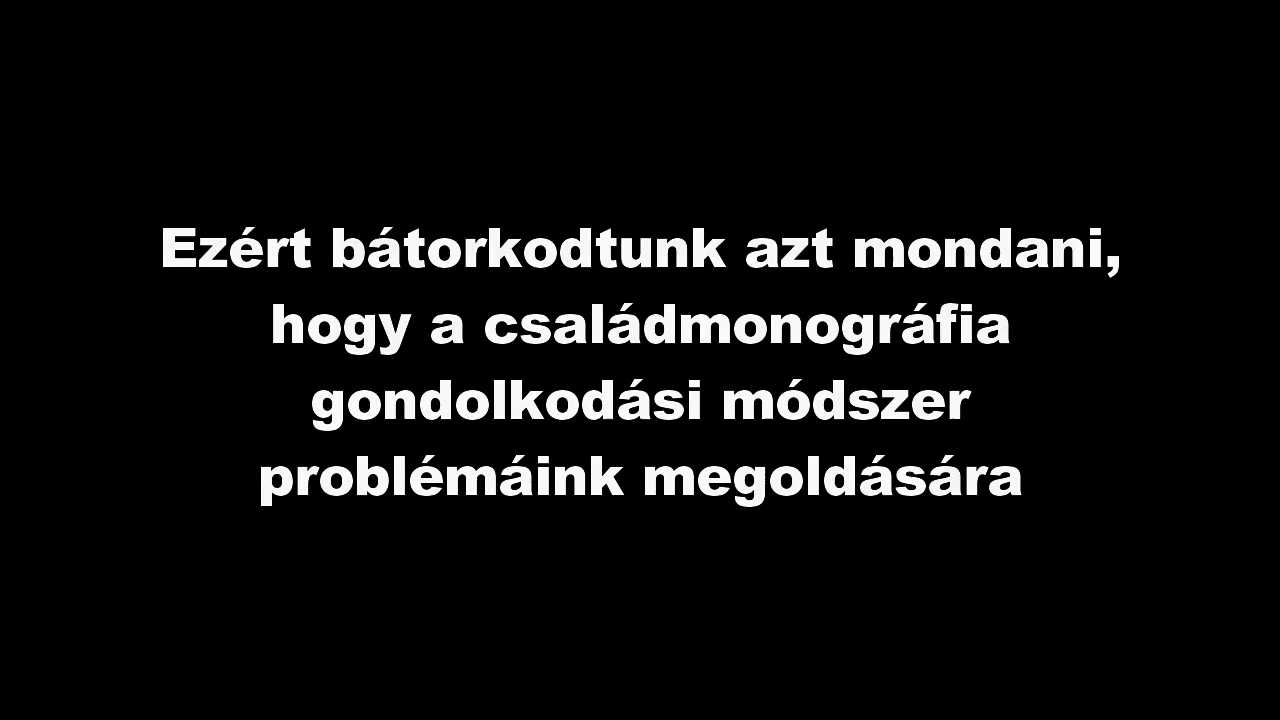 Ezért bátorkodtunk azt mondani,
hogy a családmonográfia
gondolkodási módszer
problémáink megoldására